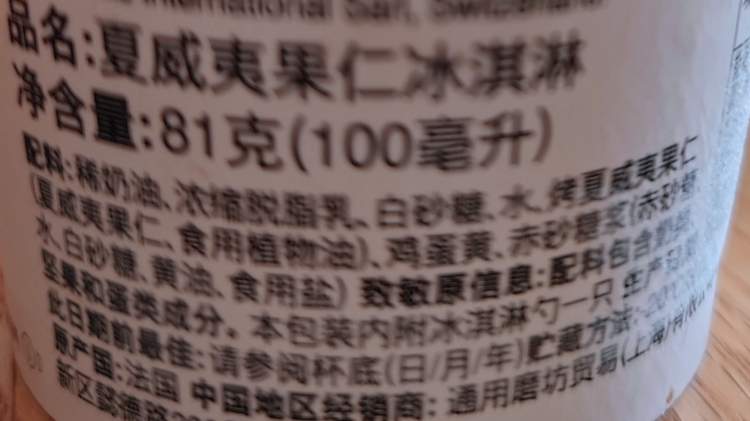 International Sarl, Switzerland
品名:夏威夷果仁冰淇淋
净含量:81克(100毫升)
配料:稀奶油、浓缩脱脂乳、白砂糖、水、烤夏威夷果仁
(夏威夷果仁、食用植物油)、鸡蛋黄、赤砂糖浆(赤砂糖、
水、白砂糖、黄油、食用盐) 致敏原信息:配料包含
坚果和蛋类成分。本包装内附冰淇淋勺一只 生产
此日期前最佳:请参阅杯底(日/月/年)贮藏方法:
原产国:法国 中国地区经销商:通用磨坊贸易(上海)有限
新区